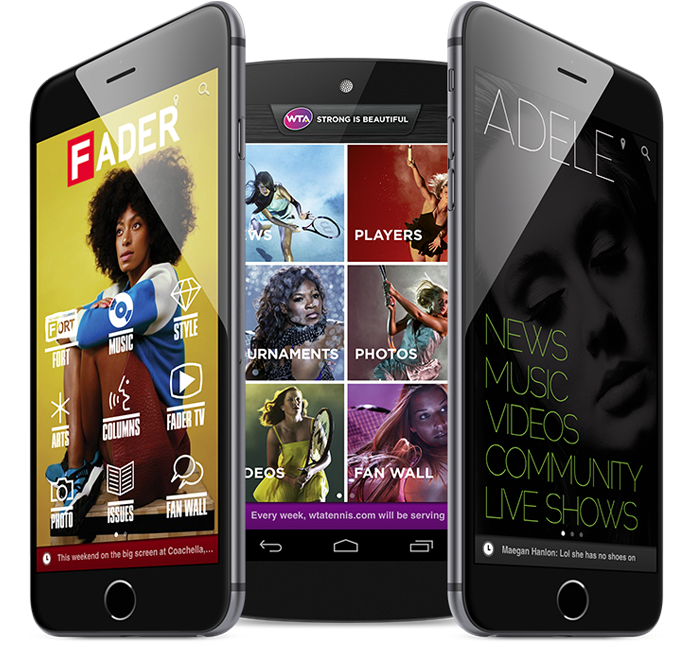 FADER
FORT
FORT
MUSIC
STYLE
ARTS
COLUMNS
FADER TV
PHOTO
ISSUES
FAN WALL
This weekend on the big screen at Coachella,...
WTA STRONG IS BEAUTIFUL
WS
PLAYERS
URNAMENTS
PHOTOS
DEOS
FAN WALL
Every week, wtatennis.com will be serving
ADELE
NEWS
MUSIC
VIDEOS
COMMUNITY
LIVE SHOWS
Maegan Hanlon: Lol she has no shoes on